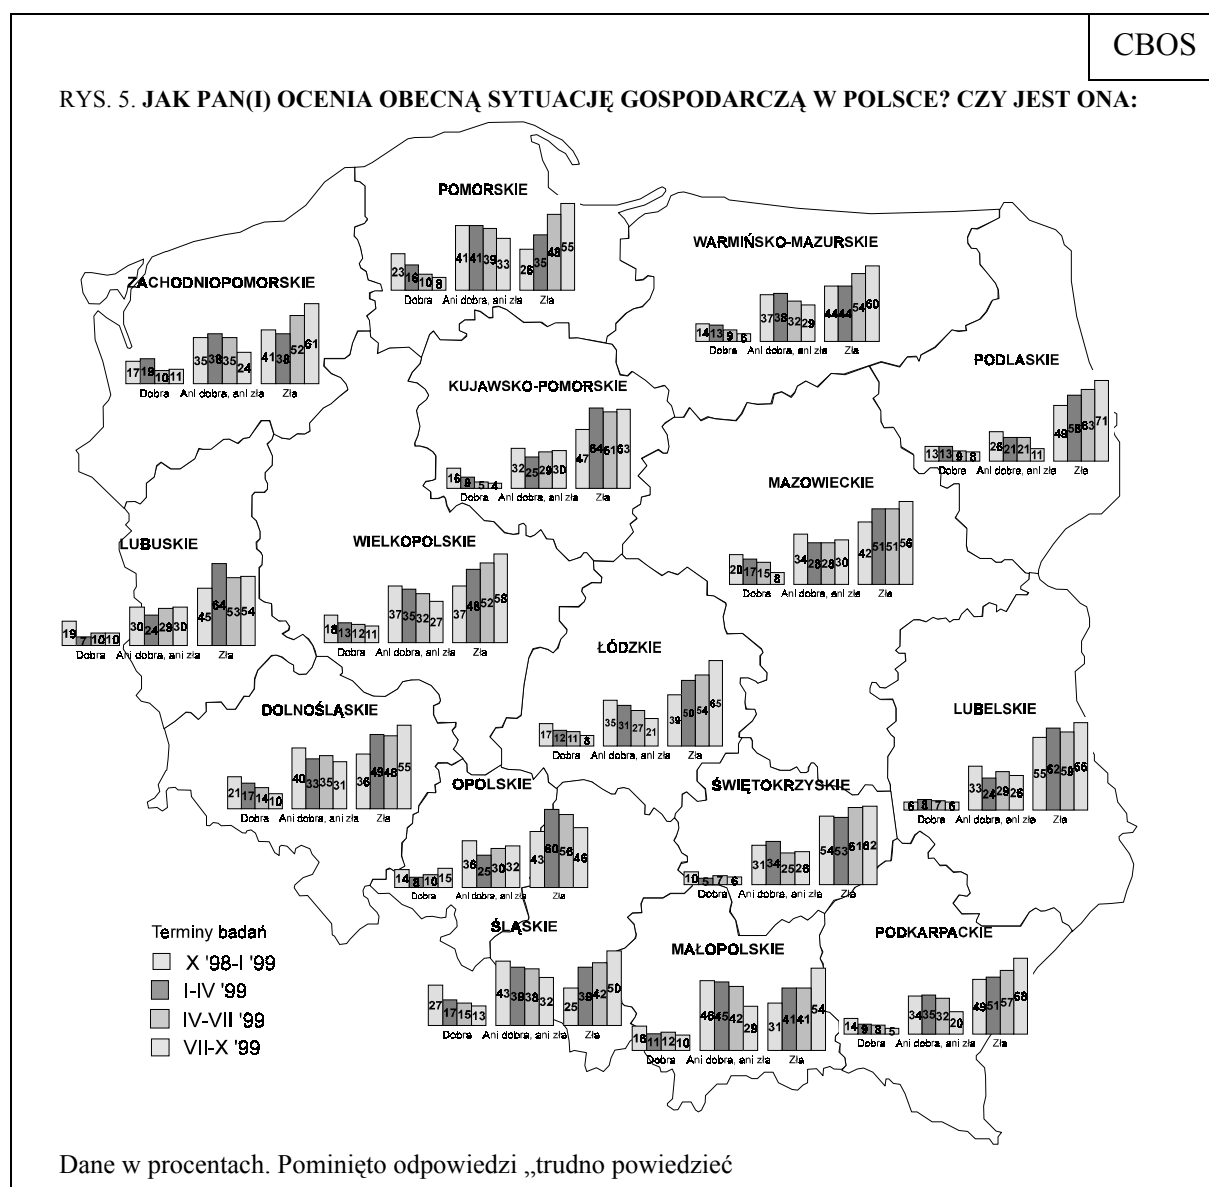 CBOS
RYS. 5. JAK PAN(I) OCENIA OBECNĄ SYTUACJĘ GOSPODARCZĄ W POLSCE? CZY JEST ONA:
POMORSKIE
23 16 10 8 41 41 39 33 26 35 48 55
Dobra Ani dobra, ani zła Zła
WARMIŃSKO-MAZURSKIE
14 13 9 6 37 38 32 29 44 44 54 60
Dobra Ani dobra, ani zła Zła
ZACHODNIOPOMORSKIE
17 19 10 11 35 39 35 24 41 38 52 61
Dobra Ani dobra, ani zła Zła
PODLASKIE
13 13 9 8 26 21 21 11 49 58 63 71
Dobra Ani dobra, ani zła Zła
KUJAWSKO-POMORSKIE
16 9 5 4 32 25 29 30 47 64 61 63
Dobra Ani dobra, ani zła Zła
MAZOWIECKIE
20 17 15 8 34 28 28 30 42 51 51 56
Dobra Ani dobra, ani zła Zła
LUBUSKIE
19 7 10 10 30 24 29 30 45 64 53 54
Dobra Ani dobra, ani zła Zła
WIELKOPOLSKIE
18 13 12 11 37 35 32 27 37 48 52 58
Dobra Ani dobra, ani zła Zła
ŁÓDZKIE
17 12 11 8 35 31 27 21 39 50 54 65
Dobra Ani dobra, ani zła Zła
DOLNOŚLĄSKIE
21 17 14 10 40 33 35 31 36 49 48 55
Dobra Ani dobra, ani zła Zła
LUBELSKIE
6 8 7 6 33 24 29 26 55 62 59 66
Dobra Ani dobra, ani zła Zła
OPOLSKIE
14 8 10 15 36 25 30 32 43 60 56 46
Dobra Ani dobra, ani zła Zła
ŚWIĘTOKRZYSKIE
10 5 7 6 31 34 25 26 54 53 61 62
Dobra Ani dobra, ani zła Zła
ŚLĄSKIE
27 17 15 13 43 39 38 32 25 39 42 50
Dobra Ani dobra, ani zła Zła
MAŁOPOLSKIE
16 11 12 10 46 45 42 29 31 41 41 54
Dobra Ani dobra, ani zła Zła
PODKARPACKIE
14 9 8 5 34 35 32 20 49 51 57 68
Dobra Ani dobra, ani zła Zła
Terminy badań
X '98-I '99
I-IV '99
IV-VII '99
VII-X '99
Dane w procentach. Pominięto odpowiedzi „trudno powiedzieć